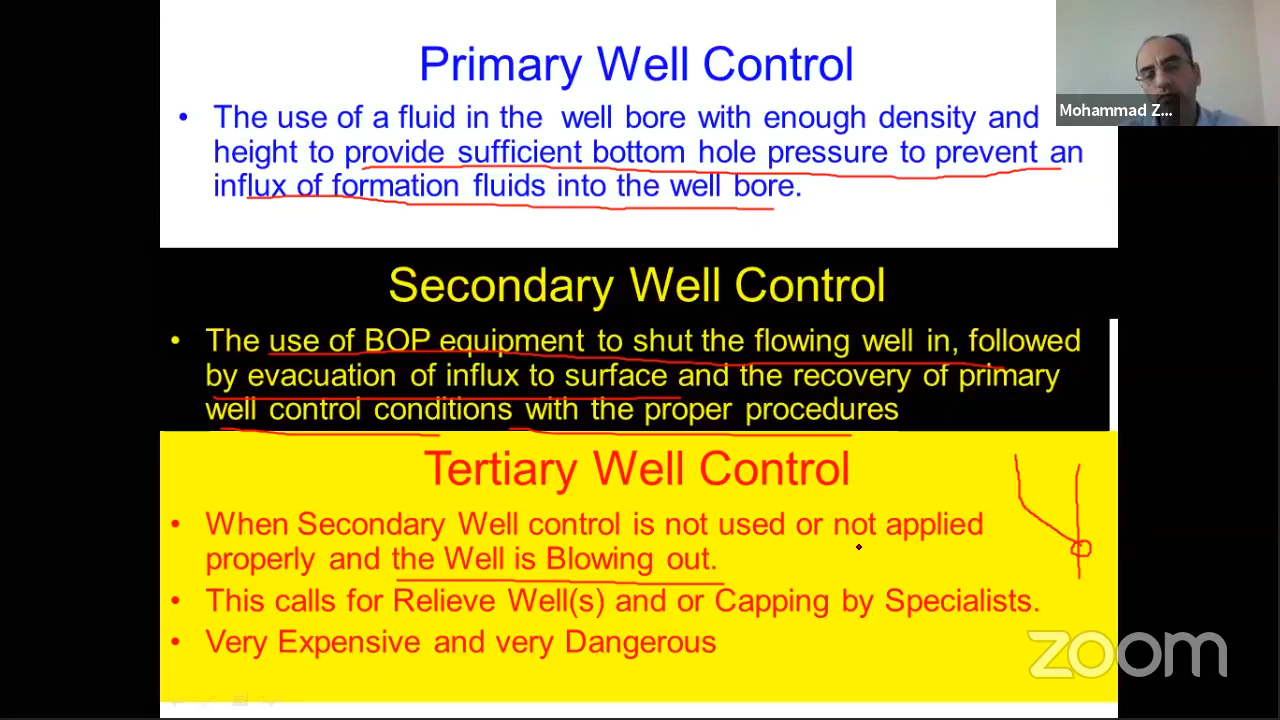 Primary Well Control
Mohammad Z...
• The use of a fluid in the well bore with enough density and
height to provide sufficient bottom hole pressure to prevent an
influx of formation fluids into the well bore.
Secondary Well Control
• The use of BOP equipment to shut the flowing well in, followed
by evacuation of influx to surface and the recovery of primary
well control conditions with the proper procedures
Tertiary Well Control
• When Secondary Well control is not used or not applied
properly and the Well is Blowing out.
• This calls for Relieve Well(s) and or Capping by Specialists.
• Very Expensive and very Dangerous
zoom